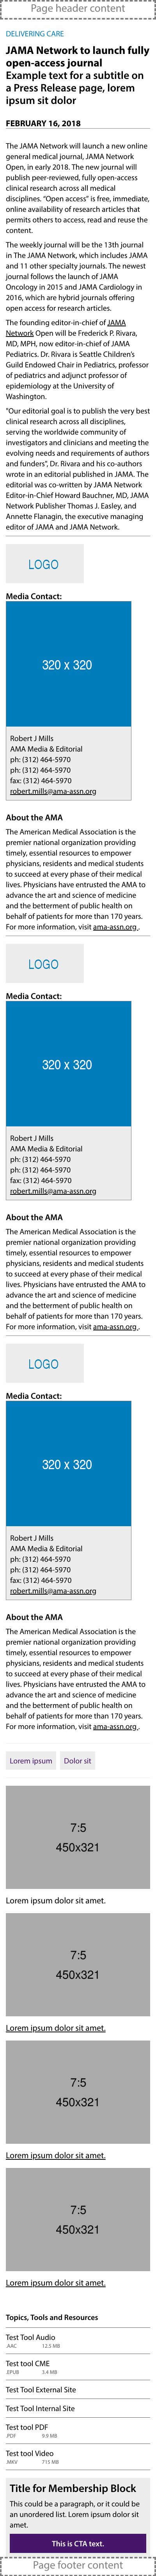 Page header content
DELIVERING CARE
JAMA Network to launch fully
open-access journal
Example text for a subtitle on
a Press Release page, lorem
ipsum sit dolor
FEBRUARY 16, 2018
The JAMA Network will launch a new online
general medical journal, JAMA Network
Open, in early 2018. The new journal will
publish peer-reviewed, fully open-access
clinical research across all medical
disciplines. “Open access” is free, immediate,
online availability of research articles that
permits others to access, read and reuse the
content.
The weekly journal will be the 13th journal
in The JAMA Network, which includes JAMA
and 11 other specialty journals. The newest
journal follows the launch of JAMA
Oncology in 2015 and JAMA Cardiology in
2016, which are hybrid journals offering
open access for research articles.
The founding editor-in-chief of JAMA
Network Open will be Frederick P. Rivara,
MD, MPH, now editor-in-chief of JAMA
Pediatrics. Dr. Rivara is Seattle Children’s
Guild Endowed Chair in Pediatrics, professor
of pediatrics and adjunct professor of
epidemiology at the University of
Washington.
“Our editorial goal is to publish the very best
clinical research across all disciplines,
serving the worldwide community of
investigators and clinicians and meeting the
evolving needs and requirements of authors
and funders”, Dr. Rivara and his co-authors
wrote in an editorial published in JAMA. The
editorial was co-written by JAMA Network
Editor-in-Chief Howard Bauchner, MD, JAMA
Network Publisher Thomas J. Easley, and
Annette Flanagin, the executive managing
editor of JAMA and JAMA Network.
LOGO
Media Contact:
320 x 320
Robert J Mills
AMA Media & Editorial
ph: (312) 464-5970
ph: (312) 464-5970
fax: (312) 464-5970
robert.mills@ama-assn.org
About the AMA
The American Medical Association is the
premier national organization providing
timely, essential resources to empower
physicians, residents and medical students
to succeed at every phase of their medical
lives. Physicians have entrusted the AMA to
advance the art and science of medicine
and the betterment of public health on
behalf of patients for more than 170 years.
For more information, visit ama-assn.org .
LOGO
Media Contact:
320 x 320
Robert J Mills
AMA Media & Editorial
ph: (312) 464-5970
ph: (312) 464-5970
fax: (312) 464-5970
robert.mills@ama-assn.org
About the AMA
The American Medical Association is the
premier national organization providing
timely, essential resources to empower
physicians, residents and medical students
to succeed at every phase of their medical
lives. Physicians have entrusted the AMA to
advance the art and science of medicine
and the betterment of public health on
behalf of patients for more than 170 years.
For more information, visit ama-assn.org .
LOGO
Media Contact:
320 x 320
Robert J Mills
AMA Media & Editorial
ph: (312) 464-5970
ph: (312) 464-5970
fax: (312) 464-5970
robert.mills@ama-assn.org
About the AMA
The American Medical Association is the
premier national organization providing
timely, essential resources to empower
physicians, residents and medical students
to succeed at every phase of their medical
lives. Physicians have entrusted the AMA to
advance the art and science of medicine
and the betterment of public health on
behalf of patients for more than 170 years.
For more information, visit ama-assn.org .
Lorem ipsum Dolor sit
7:5
450x321
Lorem ipsum dolor sit amet.
7:5
450x321
Lorem ipsum dolor sit amet.
7:5
450x321
Lorem ipsum dolor sit amet.
7:5
450x321
Lorem ipsum dolor sit amet.
Topics, Tools and Resources
Test Tool Audio
.AAC 12.5 MB
Test tool CME
.EPUB 3.4 MB
Test Tool External Site
Test Tool Internal Site
Test tool PDF
.PDF 9.9 MB
Test tool Video
.MKV 715 MB
Title for Membership Block
This could be a paragraph, or it could be
an unordered list. Lorem ipsum dolor sit
amet.
This is CTA text.
Page footer content